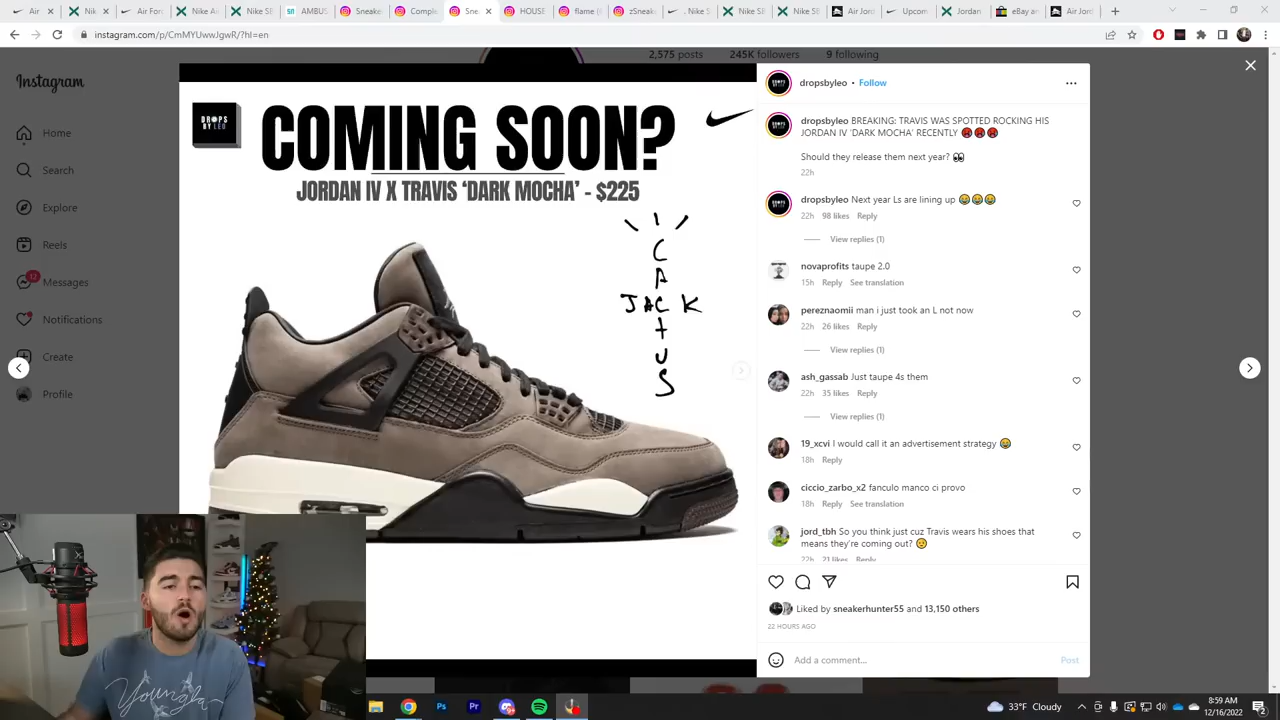 instagram.com/p/CmMYUwwJgwR/?hl=en
2,575 posts 245K followers 9 following
Instagram
Home
Search
Explore
Reels
12
Messages
Notifications
Create
Profile
DROPS
BY LEO
COMING SOON?
JORDAN IV X TRAVIS 'DARK MOCHA' - $225
C
A
JACK
T
U
S
dropsbyleo • Follow
dropsbyleo BREAKING: TRAVIS WAS SPOTTED ROCKING HIS
JORDAN IV 'DARK MOCHA' RECENTLY 🤬🤬🤬
Should they release them next year? 👀
22h
dropsbyleo Next year Ls are lining up 😂😂😂
22h 98 likes Reply
View replies (1)
novaprofits taupe 2.0
15h Reply See translation
pereznaomii man i just took an L not now
22h 26 likes Reply
View replies (1)
ash_gassab Just taupe 4s them
22h 35 likes Reply
View replies (1)
19_xcvi I would call it an advertisement strategy 😂
18h Reply
ciccio_zarbo_x2 fanculo manco ci provo
18h Reply See translation
jord_tbh So you think just cuz Travis wears his shoes that
means they're coming out? 🤨
22h 21 likes Reply
Liked by sneakerhunter55 and 13,150 others
22 HOURS AGO
Add a comment...
Post
33°F Cloudy
8:59 AM
12/16/2022